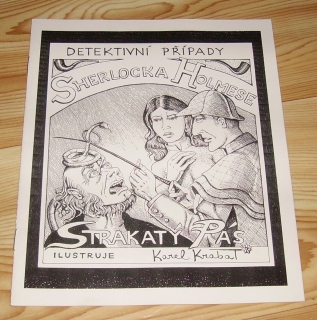 DETEKTIVNÍ PŘÍPADY
SHERLOCKA HOLMESE
STRAKATÝ PÁS
ILUSTRUJE Karel Krabat